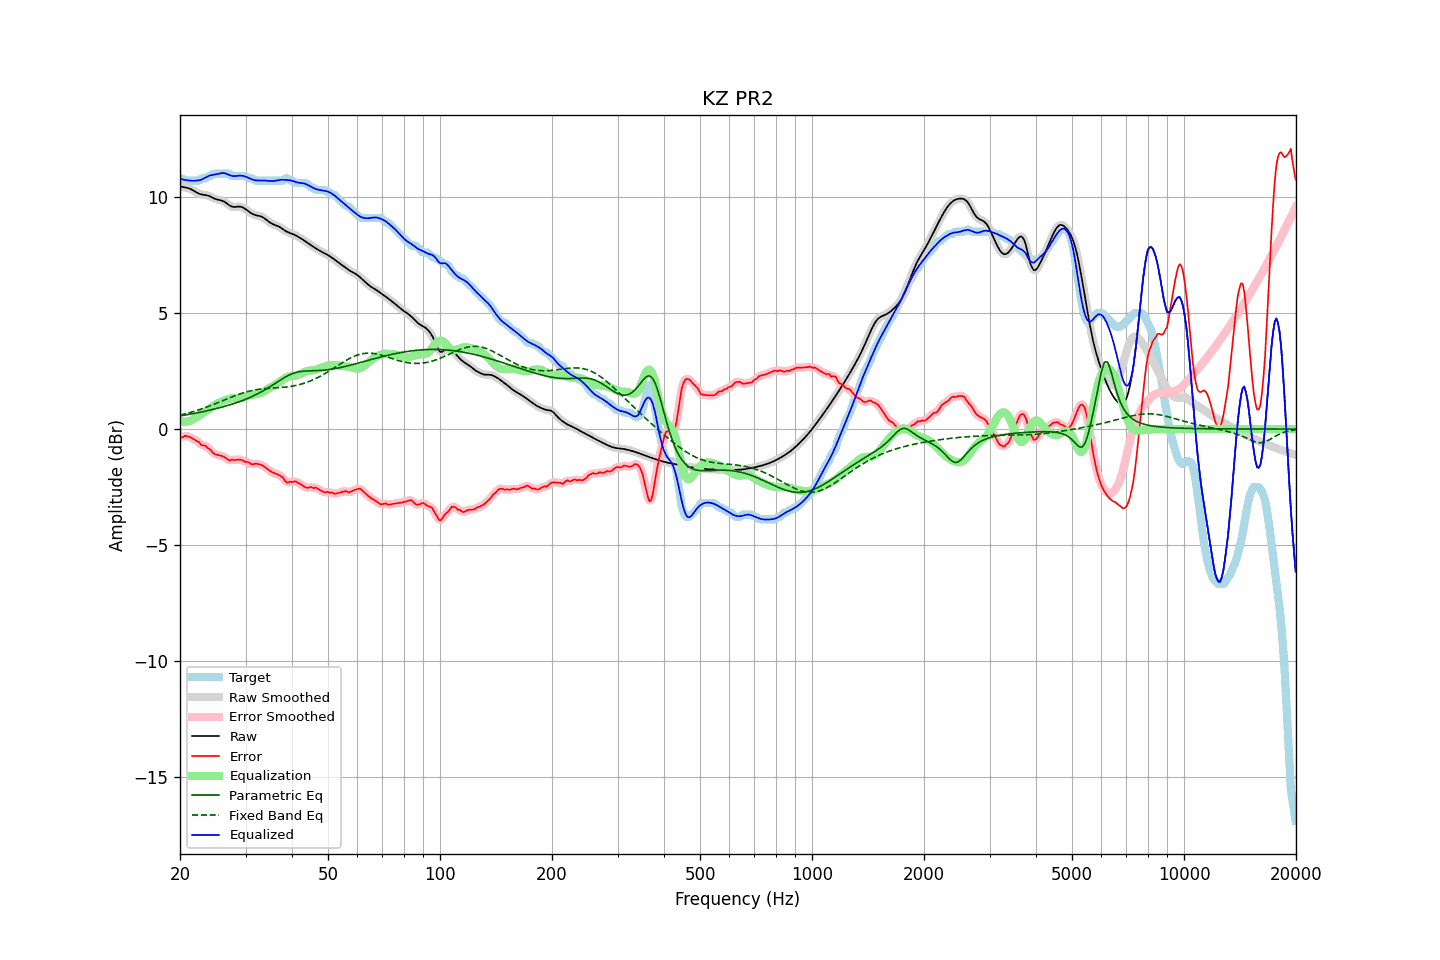 KZ PR2
Amplitude (dBr)
10
5
0
−5
−10
−15
Target
Raw Smoothed
Error Smoothed
Raw
Error
Equalization
Parametric Eq
Fixed Band Eq
Equalized
20 50 100 200 500 1000 2000 5000 10000 20000
Frequency (Hz)